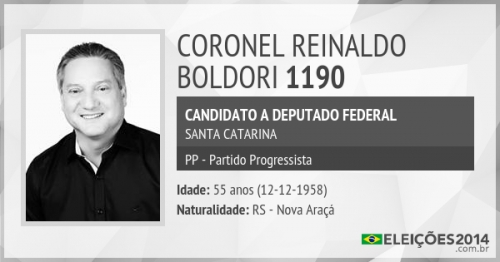 CORONEL REINALDO
BOLDORI 1190
CANDIDATO A DEPUTADO FEDERAL
SANTA CATARINA
PP - Partido Progressista
Idade: 55 anos (12-12-1958)
Naturalidade: RS - Nova Araçá
ELEIÇÕES2014
.com.br